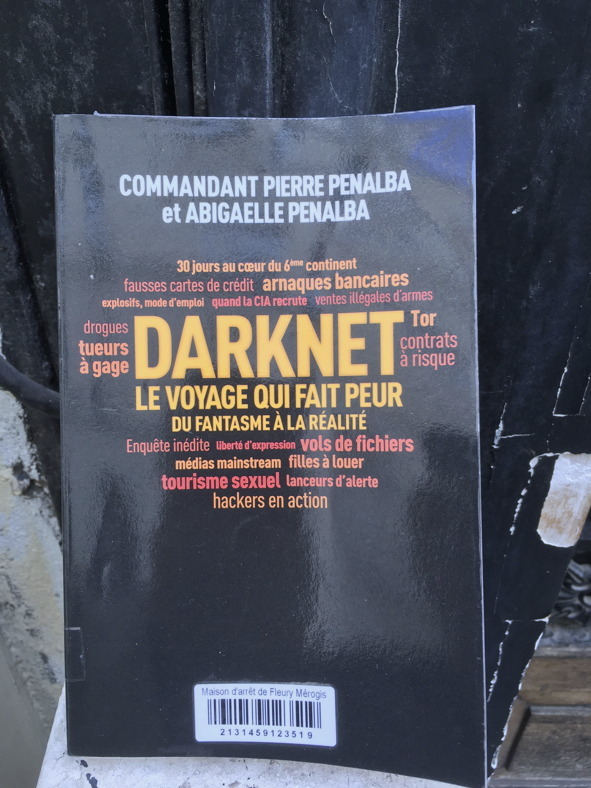 COMMANDANT PIERRE PENALBA
et ABIGAELLE PENALBA
30 jours au cœur du 6ème continent
fausses cartes de crédit arnaques bancaires
explosifs, mode d'emploi quand la CIA recrute ventes illégales d'armes
drogues
tueurs
à gage
DARKNET
Tor
contrats
à risque
LE VOYAGE QUI FAIT PEUR
DU FANTASME À LA RÉALITÉ
Enquête inédite liberté d'expression vols de fichiers
médias mainstream filles à louer
tourisme sexuel lanceurs d'alerte
hackers en action
Maison d'arrêt de Fleury Mérogis
2131459123519